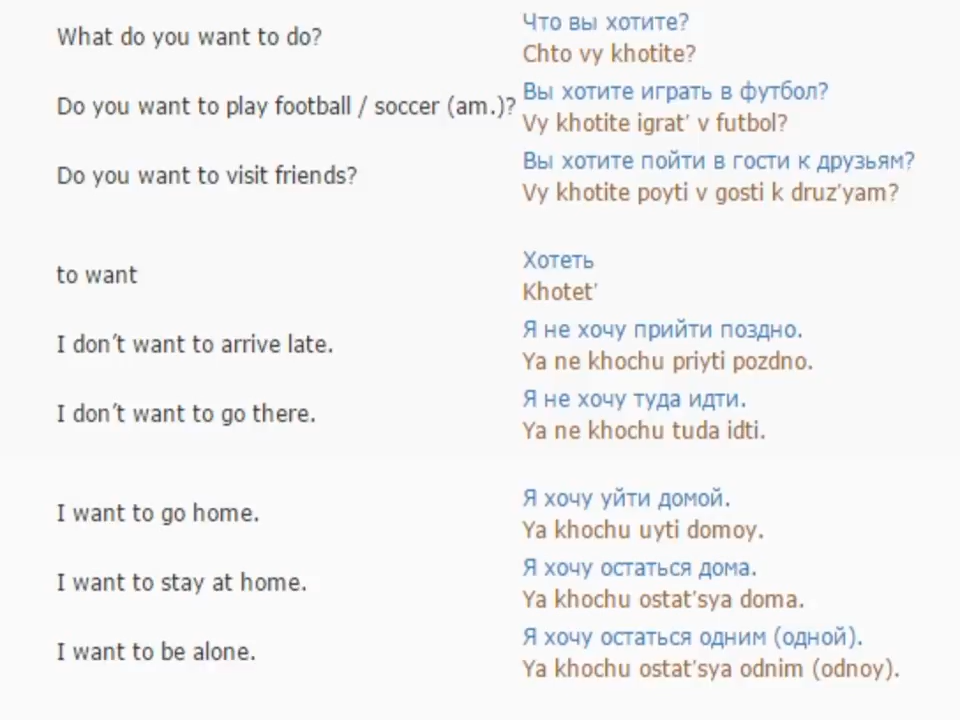 What do you want to do?
Что вы хотите?
Chto vy khotite?
Do you want to play football / soccer (am.)?
Вы хотите играть в футбол?
Vy khotite igrat′ v futbol?
Do you want to visit friends?
Вы хотите пойти в гости к друзьям?
Vy khotite poyti v gosti k druz′yam?
to want
Хотеть
Khotet′
I don’t want to arrive late.
Я не хочу прийти поздно.
Ya ne khochu priyti pozdno.
I don’t want to go there.
Я не хочу туда идти.
Ya ne khochu tuda idti.
I want to go home.
Я хочу уйти домой.
Ya khochu uyti domoy.
I want to stay at home.
Я хочу остаться дома.
Ya khochu ostat′sya doma.
I want to be alone.
Я хочу остаться одним (одной).
Ya khochu ostat′sya odnim (odnoy).